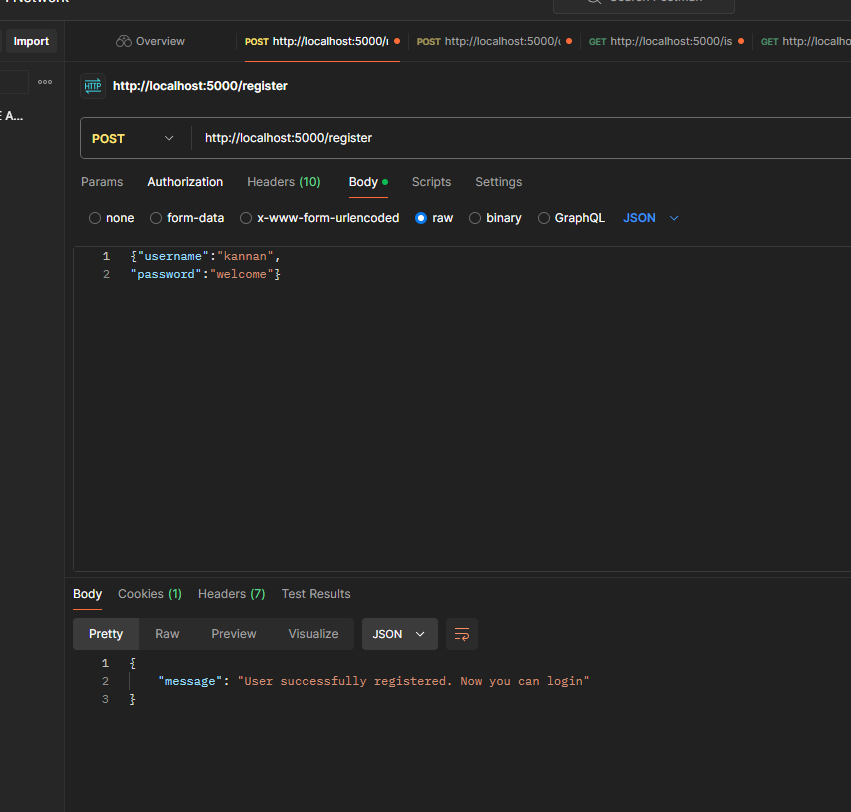 Import
Overview
POST http://localhost:5000/
POST http://localhost:5000/
GET http://localhost:5000/is
GET http://localho
A...
HTTP http://localhost:5000/register
POST http://localhost:5000/register
Params Authorization Headers (10) Body Scripts Settings
none form-data x-www-form-urlencoded raw binary GraphQL JSON
1 {"username":"kannan",
2 "password":"welcome"}
Body Cookies (1) Headers (7) Test Results
Pretty Raw Preview Visualize JSON
1 {
2 "message": "User successfully registered. Now you can login"
3 }